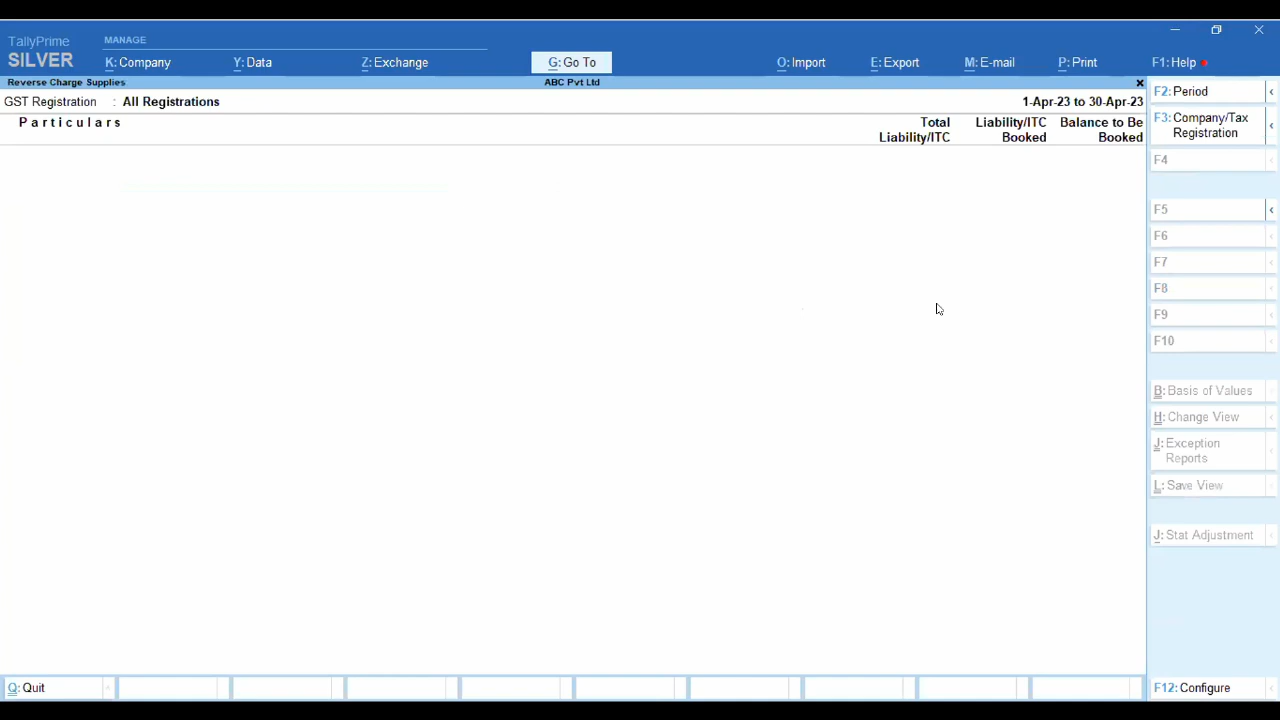 TallyPrime
SILVER
MANAGE
K: Company
Y: Data
Z: Exchange
G: Go To
O: Import
E: Export
M: E-mail
P: Print
F1: Help
Reverse Charge Supplies
ABC Pvt Ltd
GST Registration : All Registrations
1-Apr-23 to 30-Apr-23
Particulars
Total
Liability/ITC
Liability/ITC
Booked
Balance to Be
Booked
F2: Period
F3: Company/Tax
Registration
F4
F5
F6
F7
F8
F9
F10
B: Basis of Values
H: Change View
J: Exception
Reports
L: Save View
J: Stat Adjustment
Q: Quit
F12: Configure